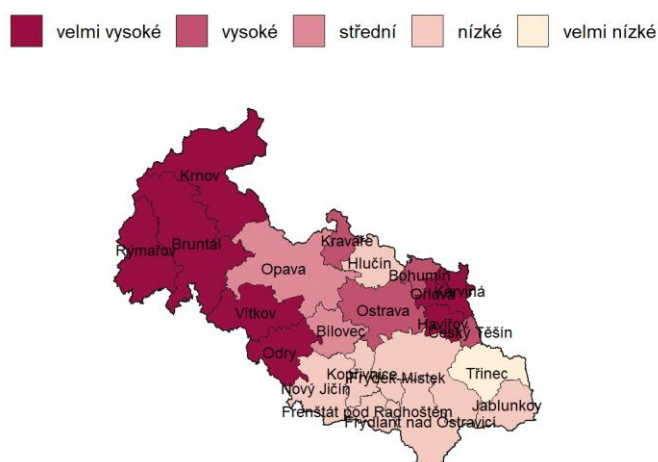 velmi vysoké vysoké střední nízké velmi nízké
Krnov
Rýmařov
Bruntál
Kravaře
Hlučín
Opava
Bohumín
Orlová
Karviná
Vítkov
Ostrava
Havířov
Český Těšín
Bílovec
Odry
Kopřivnice
Frýdek-Místek
Třinec
Nový Jičín
Jablunkov
Frenštát pod Radhoštěm
Frýdlant nad Ostravicí